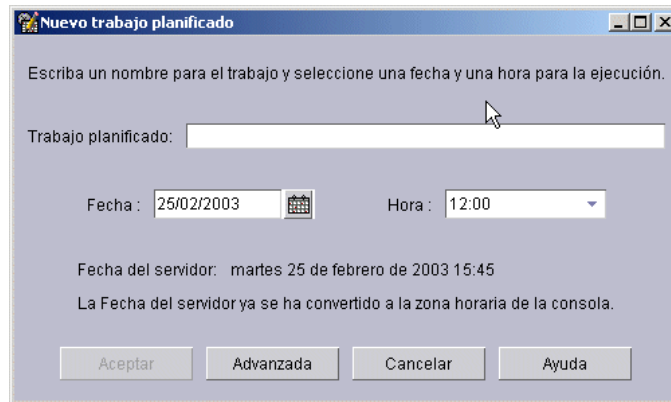 Nuevo trabajo planificado
Escriba un nombre para el trabajo y seleccione una fecha y una hora para la ejecución.
Trabajo planificado:
Fecha : 25/02/2003 Hora : 12:00
Fecha del servidor: martes 25 de febrero de 2003 15:45
La Fecha del servidor ya se ha convertido a la zona horaria de la consola.
Aceptar Advanzada Cancelar Ayuda